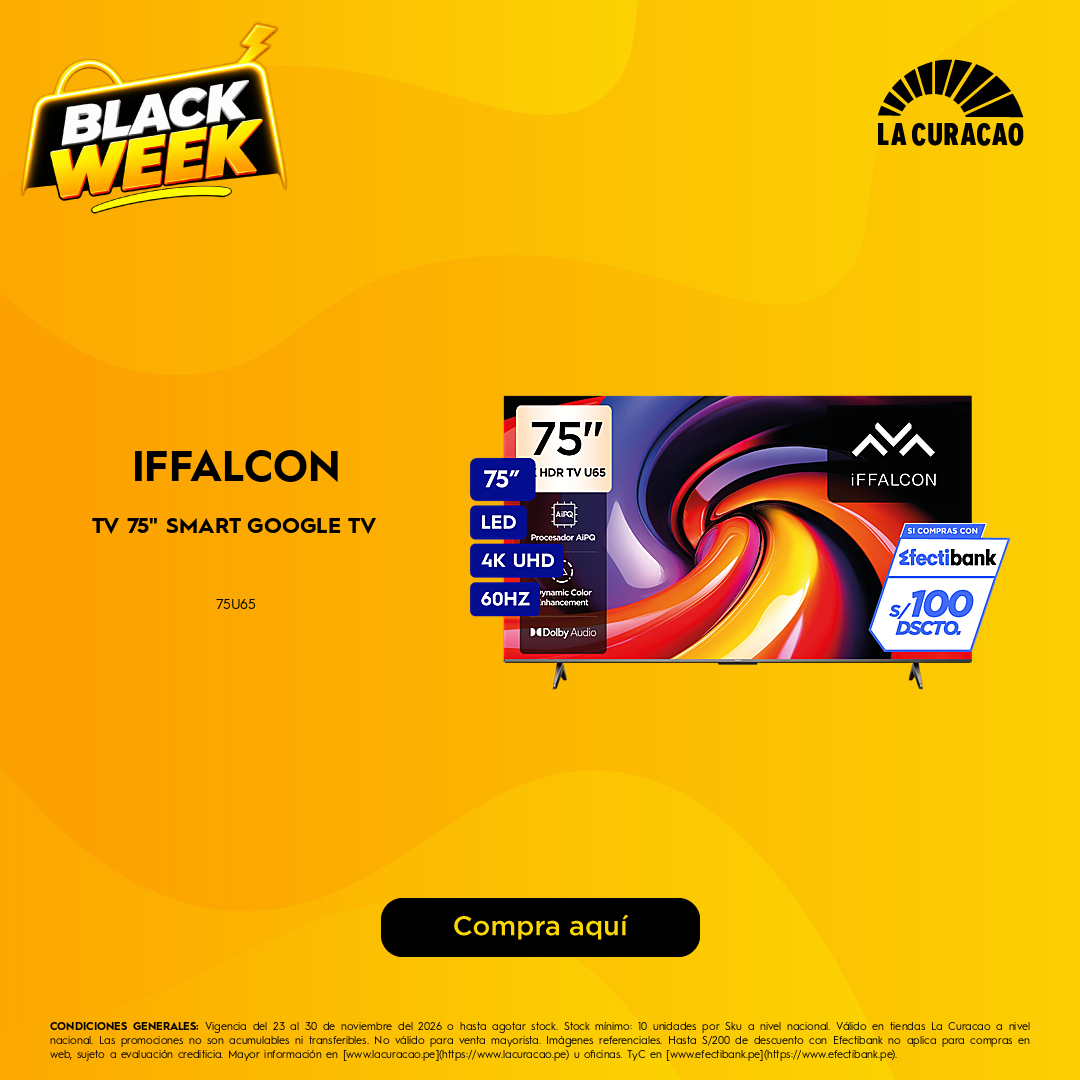 BLACK
WEEK
LA CURACAO
IFFALCON
TV 75" SMART GOOGLE TV
75U65
75"
HDR TV U65
75"
LED
4K UHD
60HZ
AiPQ
Procesador AiPQ
ynamic Color
nhancement
Dolby Audio
iFFALCON
SI COMPRAS CON
Efectibank
S/100
DSCTO.
Compra aquí
CONDICIONES GENERALES: Vigencia del 23 al 30 de noviembre del 2026 o hasta agotar stock. Stock mínimo: 10 unidades por Sku a nivel nacional. Válido en tiendas La Curacao a nivel
nacional. Las promociones no son acumulables ni transferibles. No válido para venta mayorista. Imágenes referenciales. Hasta S/200 de descuento con Efectibank no aplica para compras en
web, sujeto a evaluación crediticia. Mayor información en [www.lacuracao.pe](https://www.lacuracao.pe) u oficinas. TyC en [www.efectibank.pe](https://www.efectibank.pe).